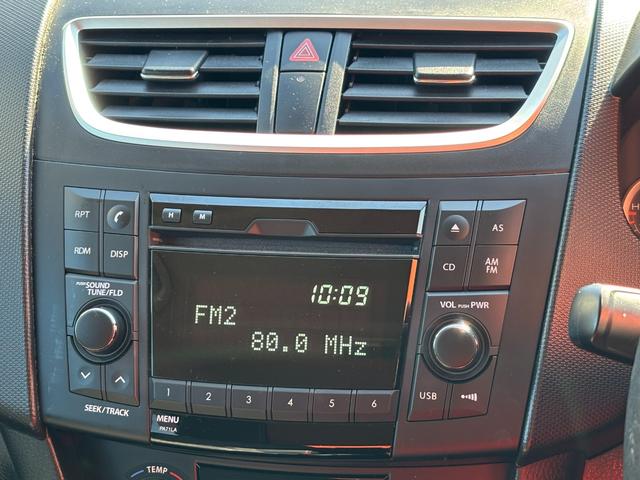 H M
RPT
RDM DISP
PUSH SOUND
TUNE/FLD
SEEK/TRACK
10:09
FM2
80.0 MHz
1 2 3 4 5 6
MENU
PA71LA
AS
CD AM
FM
VOL PUSH PWR
USB
TEMP
H